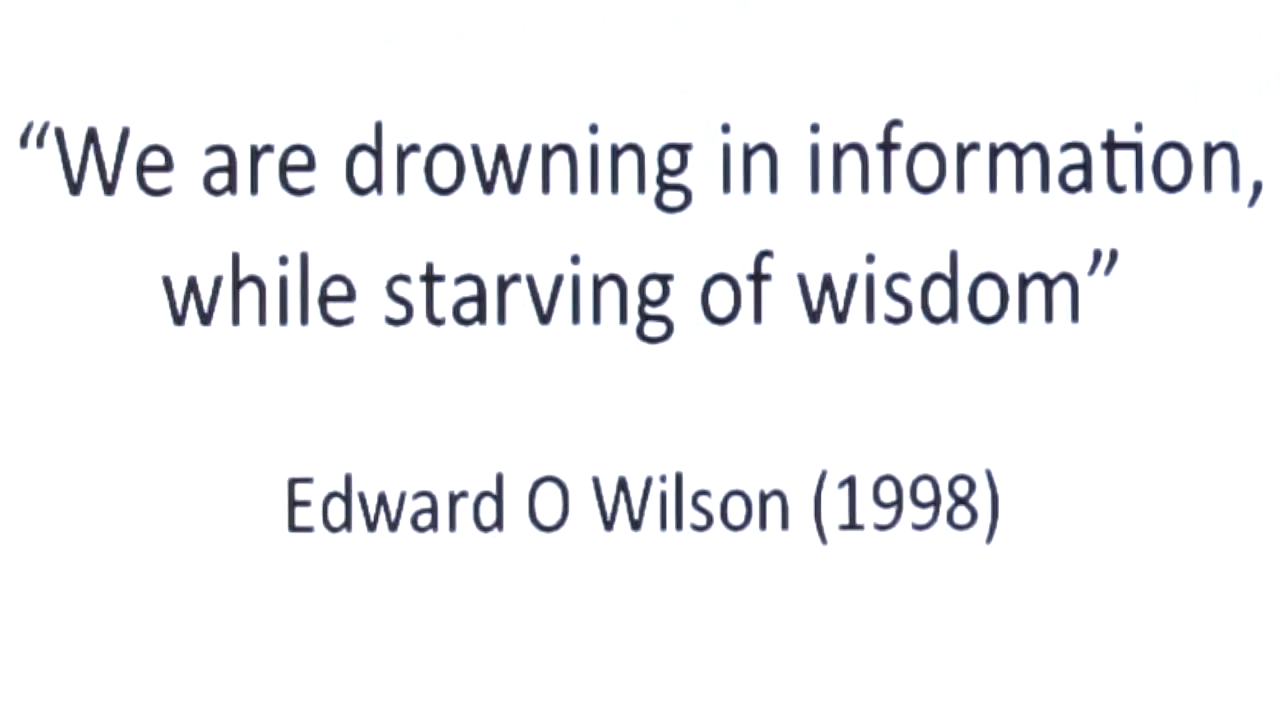 “We are drowning in information,
while starving of wisdom”
Edward O Wilson (1998)